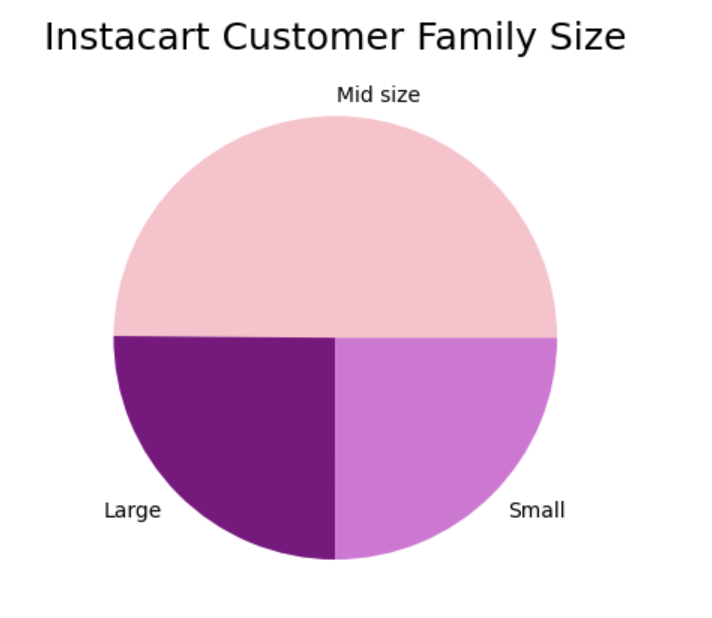 Instacart Customer Family Size
Mid size
Large
Small